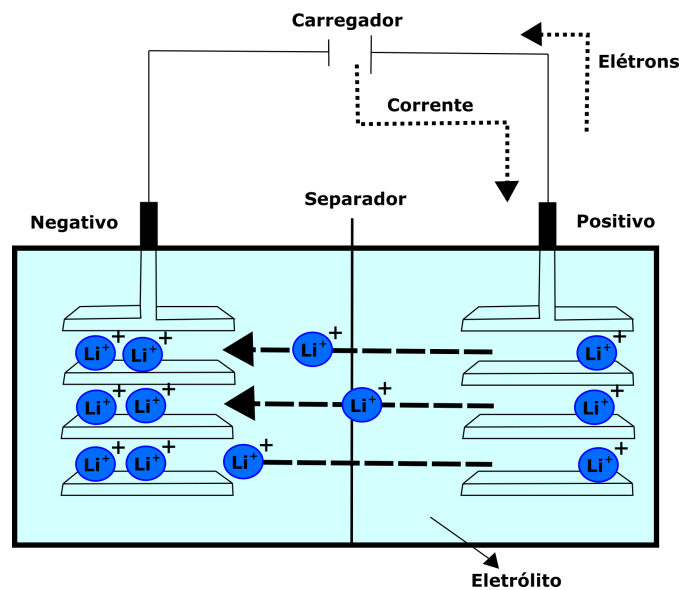 Carregador
Elétrons
Corrente
Separador
Negativo
Positivo
Li+ +
Li+ +
Li+ +
Li+ +
Li+ +
Li+ +
Li+ +
Li+ +
Li+ +
Li+ +
Li+ +
Li+ +
Eletrólito